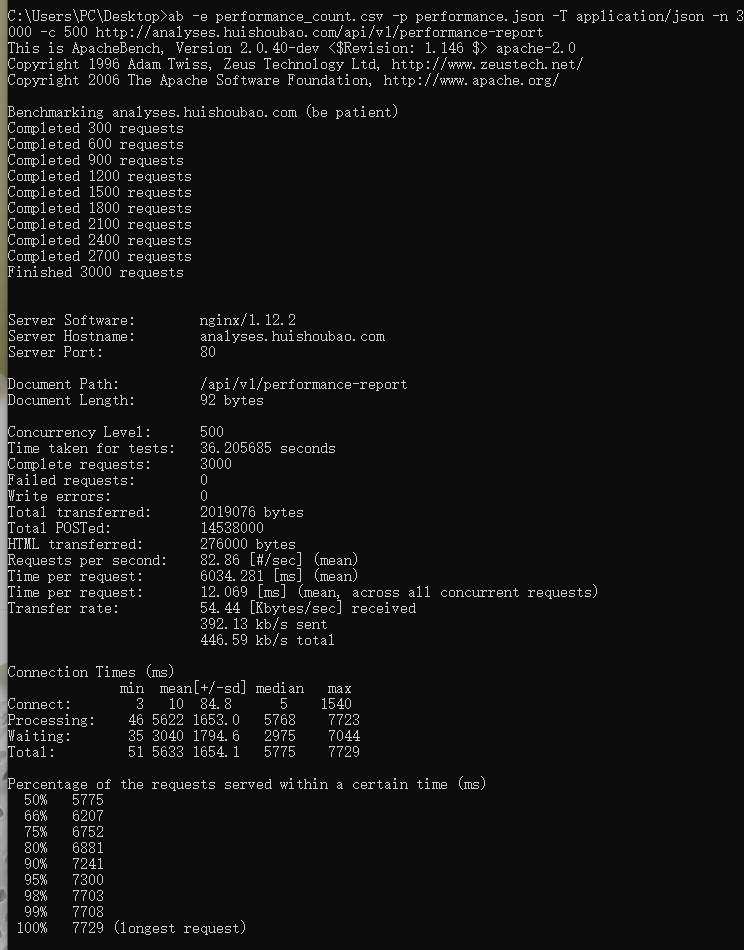 C:\Users\PC\Desktop>ab -e performance_count.csv -p performance.json -T application/json -n 3
000 -c 500 http://analyses.huishoubao.com/api/v1/performance-report
This is ApacheBench, Version 2.0.40-dev <$Revision: 1.146 $> apache-2.0
Copyright 1996 Adam Twiss, Zeus Technology Ltd, http://www.zeustech.net/
Copyright 2006 The Apache Software Foundation, http://www.apache.org/

Benchmarking analyses.huishoubao.com (be patient)
Completed 300 requests
Completed 600 requests
Completed 900 requests
Completed 1200 requests
Completed 1500 requests
Completed 1800 requests
Completed 2100 requests
Completed 2400 requests
Completed 2700 requests
Finished 3000 requests

Server Software:        nginx/1.12.2
Server Hostname:        analyses.huishoubao.com
Server Port:            80

Document Path:          /api/v1/performance-report
Document Length:        92 bytes

Concurrency Level:      500
Time taken for tests:   36.205685 seconds
Complete requests:      3000
Failed requests:        0
Write errors:           0
Total transferred:      2019076 bytes
Total POSTed:           14538000
HTML transferred:       276000 bytes
Requests per second:    82.86 [#/sec] (mean)
Time per request:       6034.281 [ms] (mean)
Time per request:       12.069 [ms] (mean, across all concurrent requests)
Transfer rate:          54.44 [Kbytes/sec] received
                        392.13 kb/s sent
                        446.59 kb/s total

Connection Times (ms)
              min  mean[+/-sd] median   max
Connect:        3   10  84.8      5    1540
Processing:    46 5622 1653.0   5768    7723
Waiting:       35 3040 1794.6   2975    7044
Total:         51 5633 1654.1   5775    7729

Percentage of the requests served within a certain time (ms)
  50%   5775
  66%   6207
  75%   6752
  80%   6881
  90%   7241
  95%   7300
  98%   7703
  99%   7708
 100%   7729 (longest request)